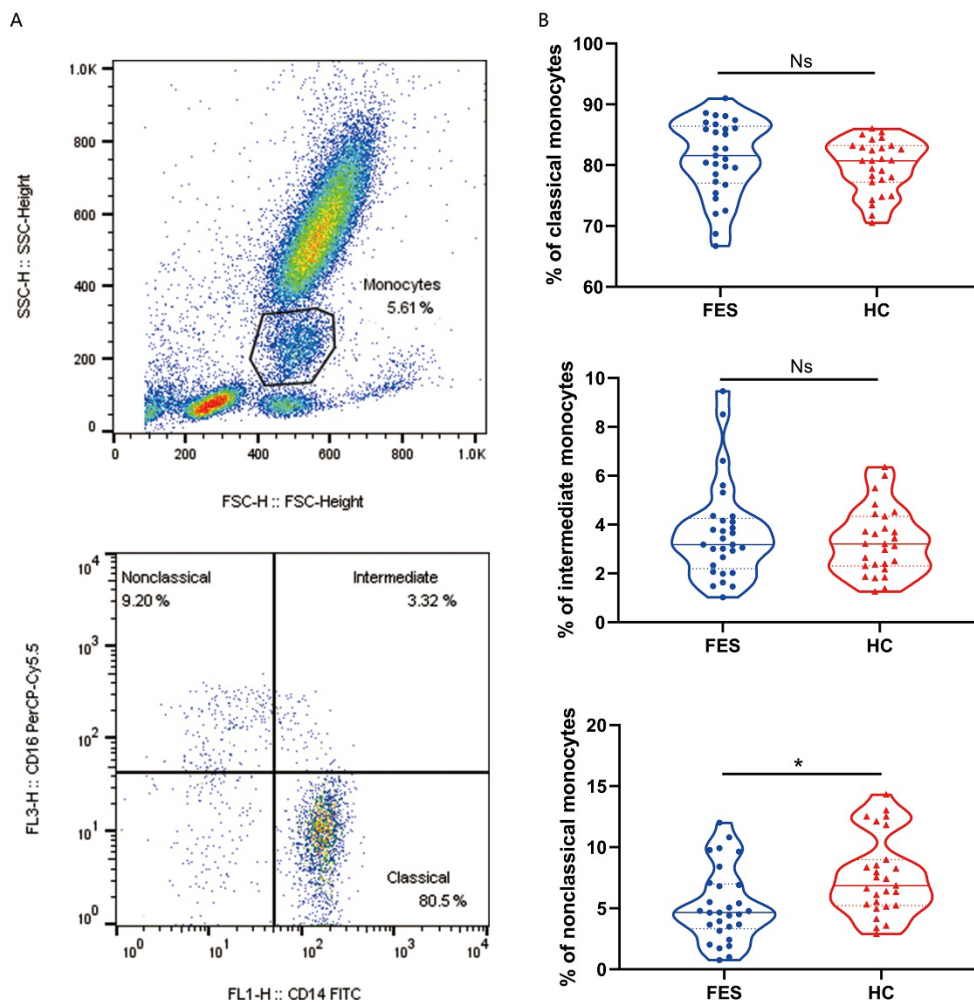 A
1.0K
800
600
400
200
0
SSC-H :: SSC-Height
Monocytes
5.61 %
0 200 400 600 800 1.0K
FSC-H :: FSC-Height
10^4
10^3
10^2
10^1
10^0
FL3-H :: CD16 PerCP-Cy5.5
Nonclassical
9.20 %
Intermediate
3.32 %
Classical
80.5 %
10^0 10^1 10^2 10^3 10^4
FL1-H :: CD14 FITC
B
100
90
80
70
60
% of classical monocytes
Ns
FES HC
10
8
6
4
2
0
% of intermediate monocytes
Ns
FES HC
20
15
10
5
0
% of nonclassical monocytes
*
FES HC